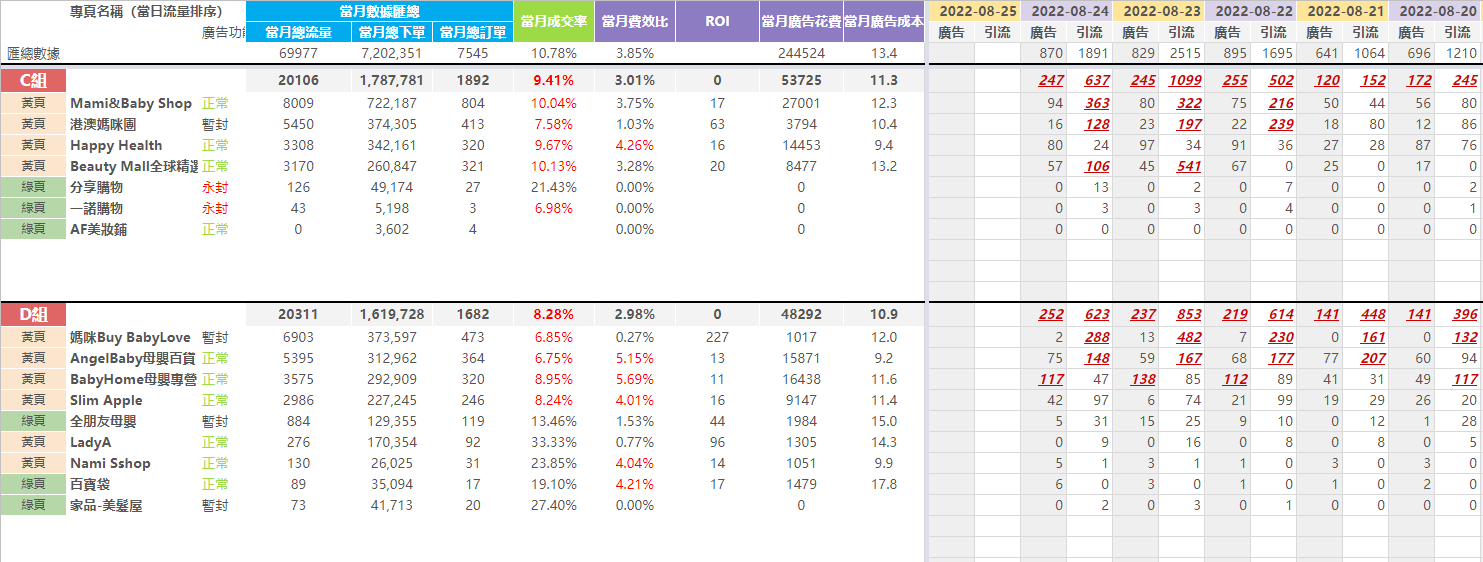 專頁名稱（當日流量排序） 當月數據匯總 當月成交率 當月費效比 ROI 當月廣告花費 當月廣告成本 2022-08-25 2022-08-24 2022-08-23 2022-08-22 2022-08-21 2022-08-20
廣告功能 當月總流量 當月總下單 當月總訂單 廣告 引流 廣告 引流 廣告 引流 廣告 引流 廣告 引流 廣告 引流
匯總數據 69977 7,202,351 7545 10.78% 3.85% 244524 13.4 870 1891 829 2515 895 1695 641 1064 696 1210
C組 20106 1,787,781 1892 9.41% 3.01% 0 53725 11.3 247 637 245 1099 255 502 120 152 172 245
黃頁 Mami&Baby Shop 正常 8009 722,187 804 10.04% 3.75% 17 27001 12.3 94 363 80 322 75 216 50 44 56 80
黃頁 港澳媽咪團 暫封 5450 374,305 413 7.58% 1.03% 63 3794 10.4 16 128 23 197 22 239 18 80 12 86
黃頁 Happy Health 正常 3308 342,161 320 9.67% 4.26% 16 14453 9.4 80 24 97 34 91 36 27 28 87 76
黃頁 Beauty Mall全球精選 正常 3170 260,847 321 10.13% 3.28% 20 8477 13.2 57 106 45 541 67 0 25 0 17 0
綠頁 分享購物 永封 126 49,174 27 21.43% 0.00% 0 0 13 0 2 0 7 0 0 0 2
綠頁 一諾購物 永封 43 5,198 3 6.98% 0.00% 0 0 3 0 3 0 4 0 0 0 1
綠頁 AF美妝鋪 正常 0 3,602 4 0.00% 0 0 0 0 0 0 0 0 0 0 0
D組 20311 1,619,728 1682 8.28% 2.98% 0 48292 10.9 252 623 237 853 219 614 141 448 141 396
黃頁 媽咪Buy BabyLove 暫封 6903 373,597 473 6.85% 0.27% 227 1017 12.0 2 288 13 482 7 230 0 161 0 132
黃頁 AngelBaby母嬰百貨 正常 5395 312,962 364 6.75% 5.15% 13 15871 9.2 75 148 59 167 68 177 77 207 60 94
黃頁 BabyHome母嬰專營 正常 3575 292,909 320 8.95% 5.69% 11 16438 11.6 117 47 138 85 112 89 41 31 49 117
黃頁 Slim Apple 正常 2986 227,245 246 8.24% 4.01% 16 9147 11.4 42 97 6 74 21 99 19 29 26 20
綠頁 全朋友母嬰 暫封 884 129,355 119 13.46% 1.53% 44 1984 15.0 5 31 15 25 9 10 0 12 1 28
黃頁 LadyA 正常 276 170,354 92 33.33% 0.77% 96 1305 14.3 0 9 0 16 0 8 0 8 0 5
黃頁 Nami Sshop 正常 130 26,025 31 23.85% 4.04% 14 1051 9.9 5 1 3 1 1 0 3 0 3 0
綠頁 百寶袋 正常 89 35,094 17 19.10% 4.21% 17 1479 17.8 6 0 3 0 1 0 1 0 2 0
綠頁 家品-美髮屋 暫封 73 41,713 20 27.40% 0.00% 0 0 2 0 3 0 1 0 0 0 0